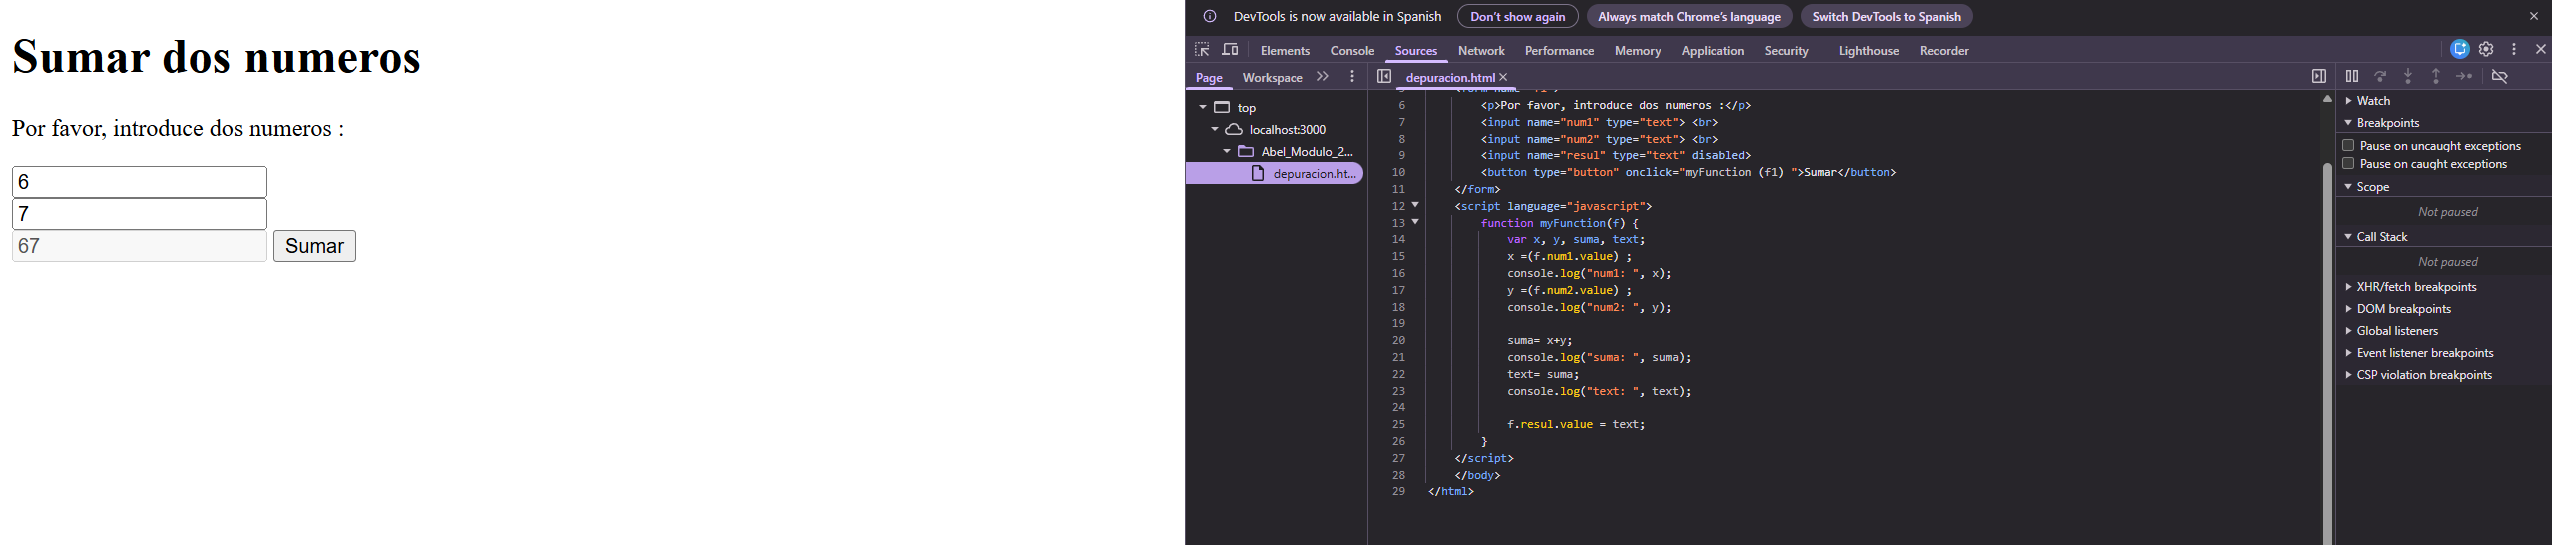 Sumar dos numeros
Por favor, introduce dos numeros :
6
7
67 Sumar
DevTools is now available in Spanish Don't show again Always match Chrome's language Switch DevTools to Spanish
Elements Console Sources Network Performance Memory Application Security Lighthouse Recorder
Page Workspace
depuracion.html
top
localhost:3000
Abel_Modulo_2...
depuracion.ht...
6 <p>Por favor, introduce dos numeros :</p>
7 <input name="num1" type="text"> <br>
8 <input name="num2" type="text"> <br>
9 <input name="resul" type="text" disabled>
10 <button type="button" onclick="myFunction (f1) ">Sumar</button>
11 </form>
12 <script language="javascript">
13 function myFunction(f) {
14 var x, y, suma, text;
15 x =(f.num1.value) ;
16 console.log("num1: ", x);
17 y =(f.num2.value) ;
18 console.log("num2: ", y);
19
20 suma= x+y;
21 console.log("suma: ", suma);
22 text= suma;
23 console.log("text: ", text);
24
25 f.resul.value = text;
26 }
27 </script>
28 </body>
29 </html>
Watch
Breakpoints
Pause on uncaught exceptions
Pause on caught exceptions
Scope
Not paused
Call Stack
Not paused
XHR/fetch breakpoints
DOM breakpoints
Global listeners
Event listener breakpoints
CSP violation breakpoints